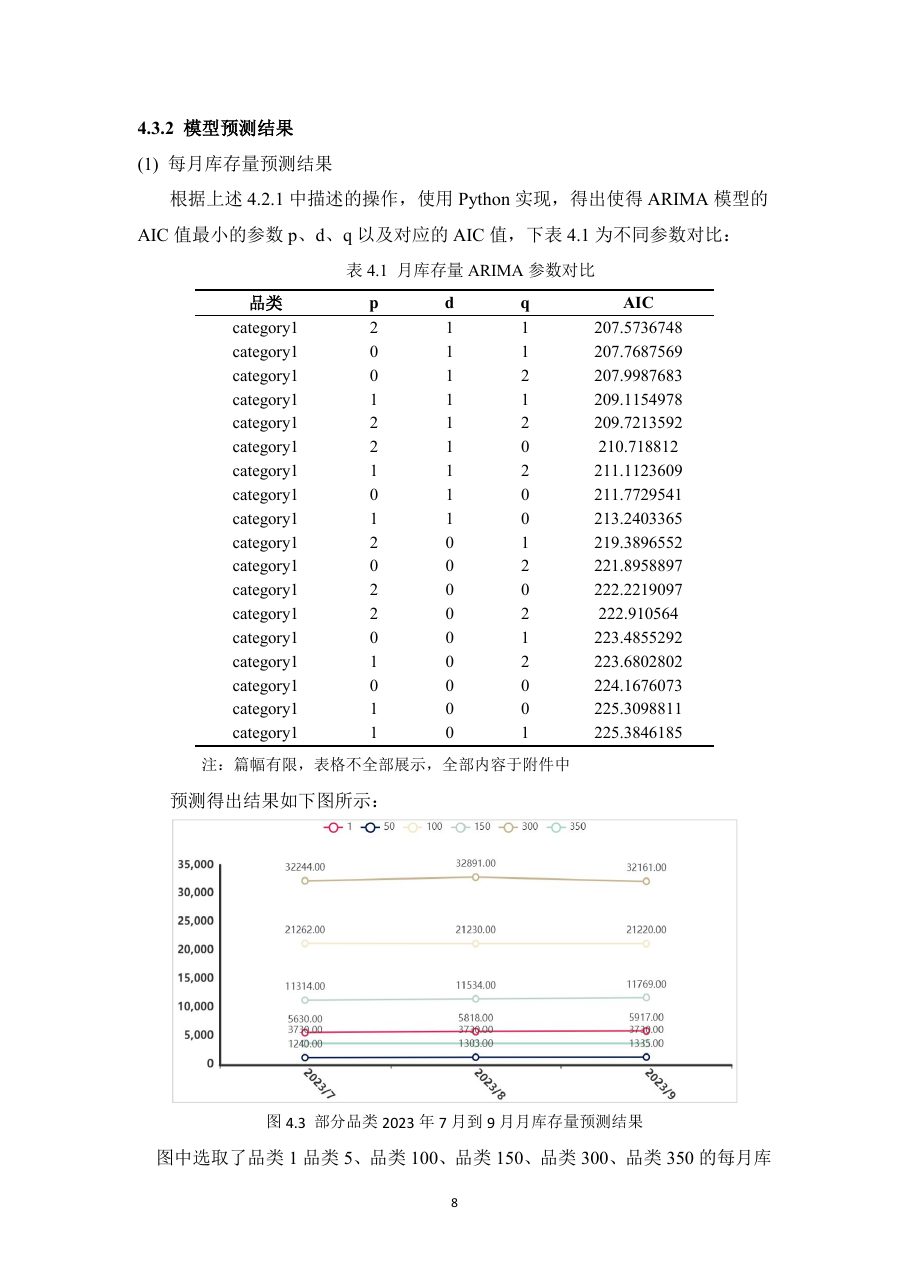 4.3.2 模型预测结果
(1) 每月库存量预测结果
根据上述 4.2.1 中描述的操作，使用 Python 实现，得出使得 ARIMA 模型的
AIC 值最小的参数 p、d、q 以及对应的 AIC 值，下表 4.1 为不同参数对比：
表 4.1 月库存量 ARIMA 参数对比
品类 p d q AIC
category1 2 1 1 207.5736748
category1 0 1 1 207.7687569
category1 0 1 2 207.9987683
category1 1 1 1 209.1154978
category1 2 1 2 209.7213592
category1 2 1 0 210.718812
category1 1 1 2 211.1123609
category1 0 1 0 211.7729541
category1 1 1 0 213.2403365
category1 2 0 1 219.3896552
category1 0 0 2 221.8958897
category1 2 0 0 222.2219097
category1 2 0 2 222.910564
category1 0 0 1 223.4855292
category1 1 0 2 223.6802802
category1 0 0 0 224.1676073
category1 1 0 0 225.3098811
category1 1 0 1 225.3846185
注：篇幅有限，表格不全部展示，全部内容于附件中
预测得出结果如下图所示：
1 50 100 150 300 350
35,000
32244.00 32891.00 32161.00
30,000
25,000
21262.00 21230.00 21220.00
20,000
15,000
11314.00 11534.00 11769.00
10,000
5630.00 5818.00 5917.00
5,000
1240.00 1303.00 1335.00
0
2023/7 2023/8 2023/9
图 4.3 部分品类 2023 年 7 月到 9 月月库存量预测结果
图中选取了品类 1 品类 5、品类 100、品类 150、品类 300、品类 350 的每月库
8